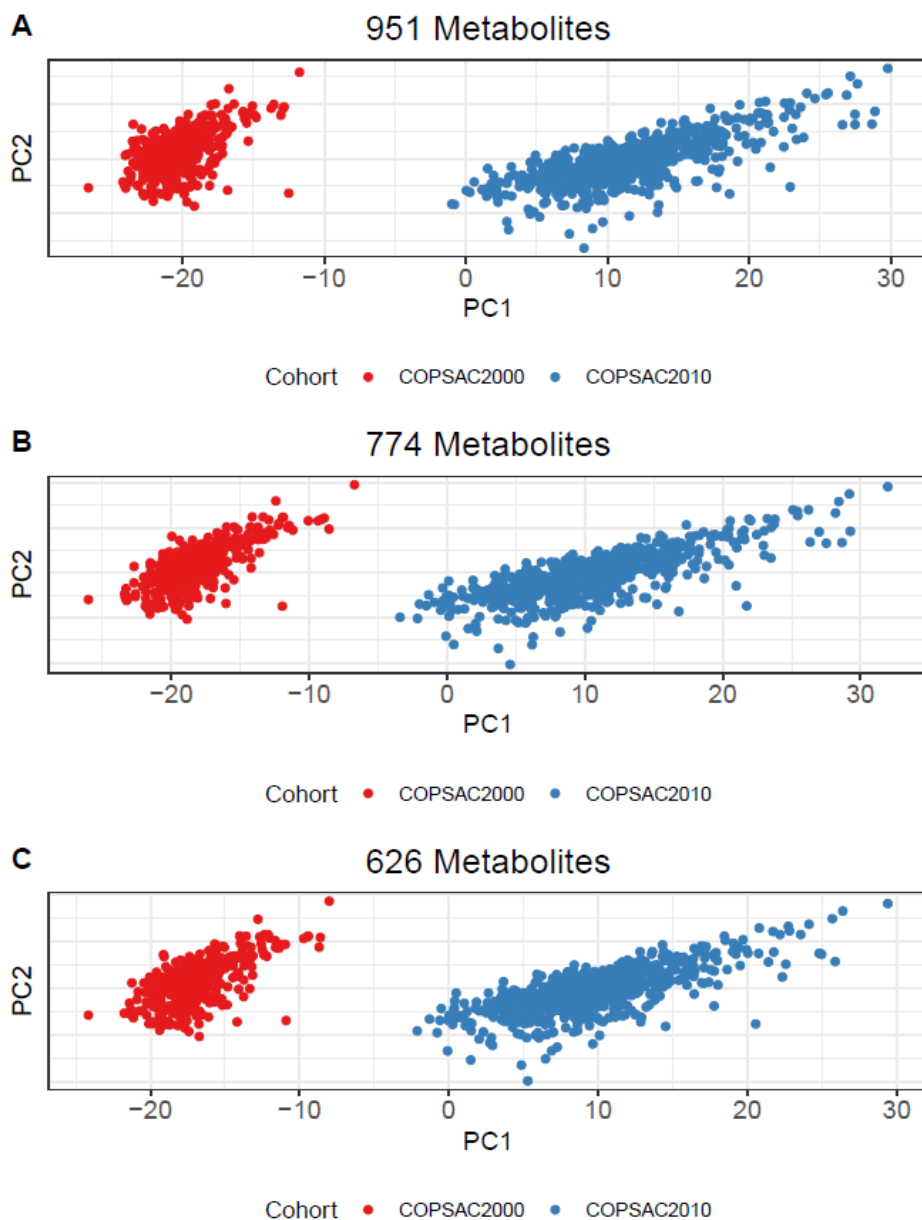 A
951 Metabolites
PC2
−20 −10 0 10 20 30
PC1
Cohort COPSAC2000 COPSAC2010
B
774 Metabolites
PC2
−20 −10 0 10 20 30
PC1
Cohort COPSAC2000 COPSAC2010
C
626 Metabolites
PC2
−20 −10 0 10 20 30
PC1
Cohort COPSAC2000 COPSAC2010